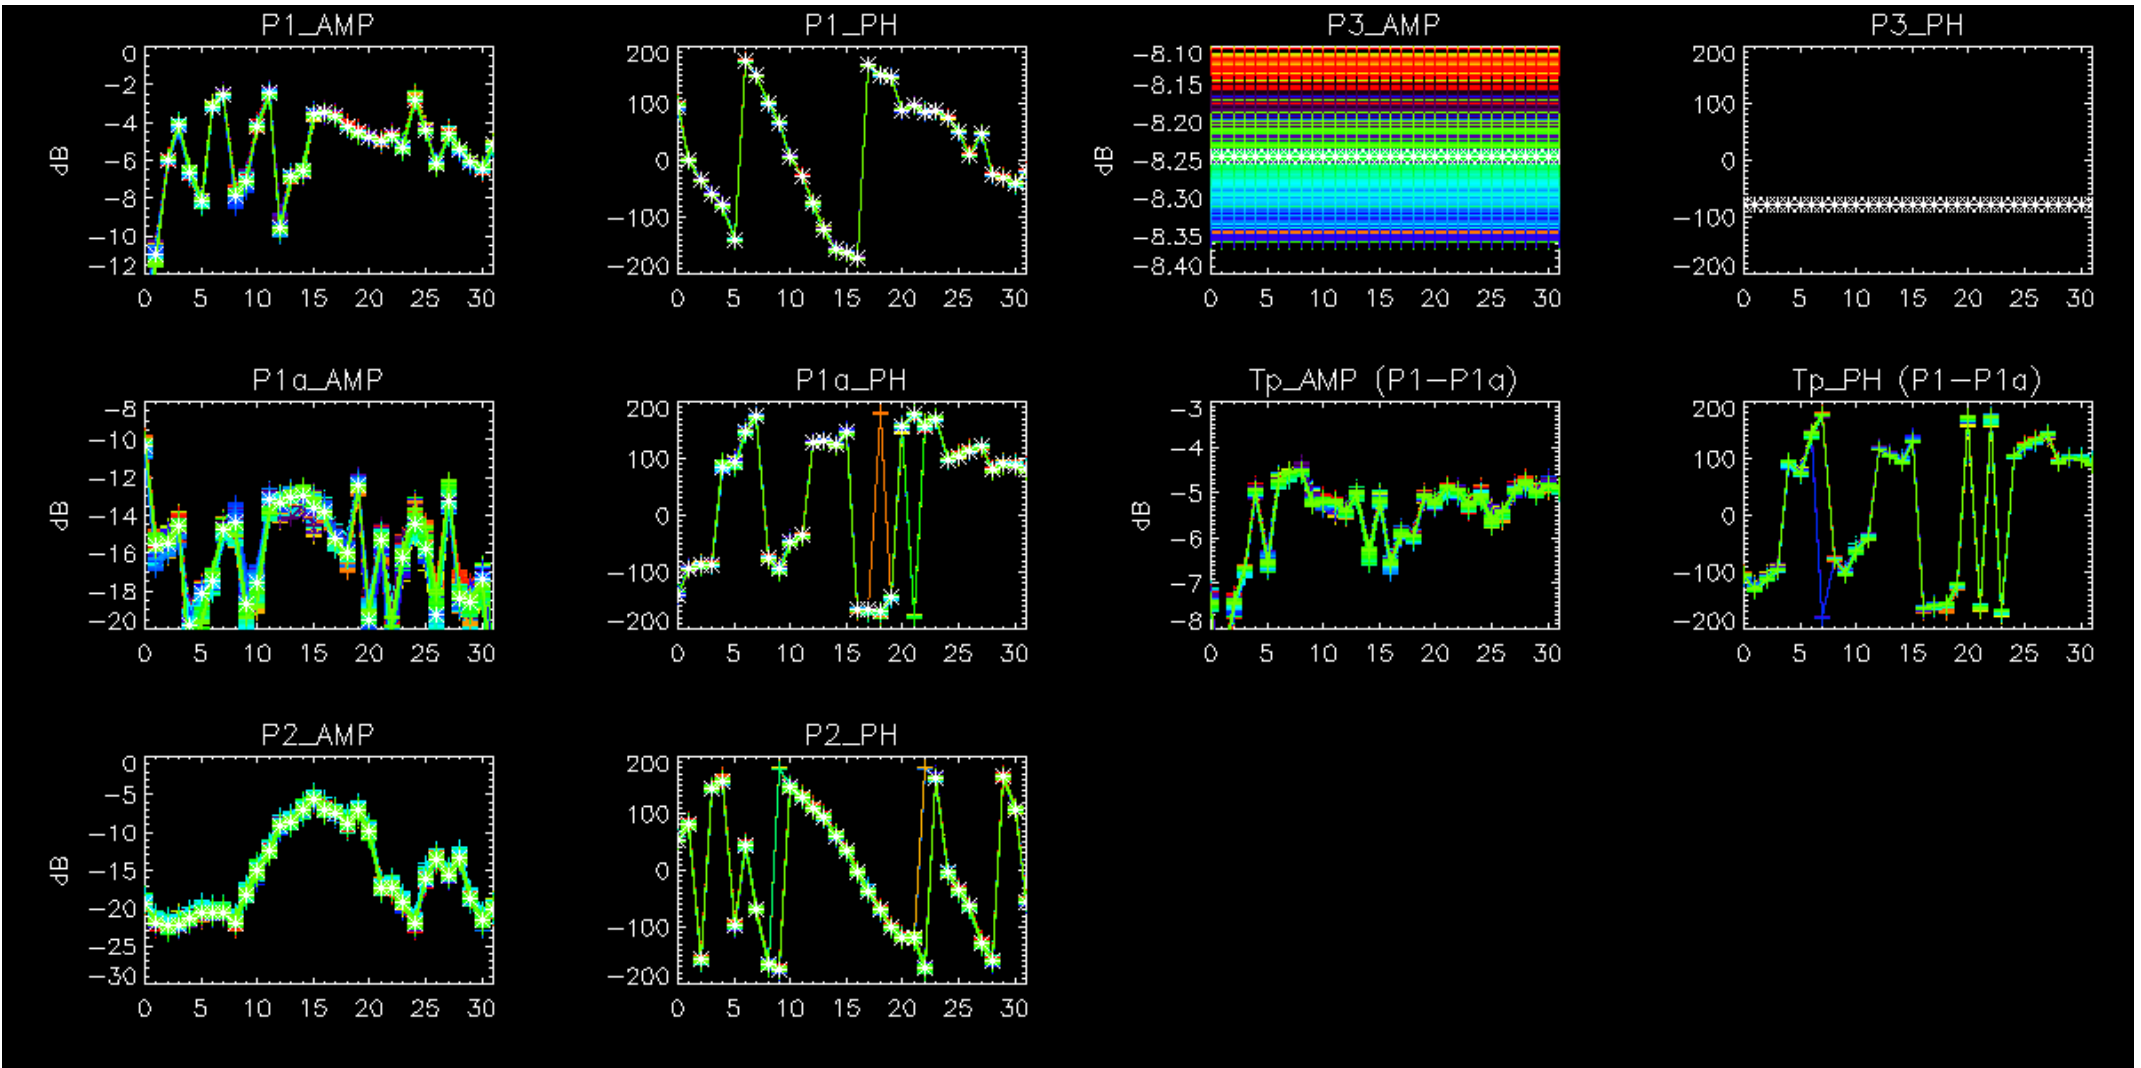 P1_AMP
dB
0
−2
−4
−6
−8
−10
−12
0 5 10 15 20 25 30
P1_PH
200
100
0
−100
−200
0 5 10 15 20 25 30
P3_AMP
dB
−8.10
−8.15
−8.20
−8.25
−8.30
−8.35
−8.40
0 5 10 15 20 25 30
P3_PH
200
100
0
−100
−200
0 5 10 15 20 25 30
P1a_AMP
dB
−8
−10
−12
−14
−16
−18
−20
0 5 10 15 20 25 30
P1a_PH
200
100
0
−100
−200
0 5 10 15 20 25 30
Tp_AMP (P1−P1a)
dB
−3
−4
−5
−6
−7
−8
0 5 10 15 20 25 30
Tp_PH (P1−P1a)
200
100
0
−100
−200
0 5 10 15 20 25 30
P2_AMP
dB
0
−5
−10
−15
−20
−25
−30
0 5 10 15 20 25 30
P2_PH
200
100
0
−100
−200
0 5 10 15 20 25 30